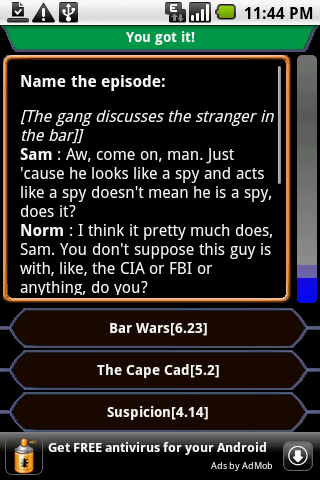 11:44 PM
You got it!
Name the episode:
[The gang discusses the stranger in
the bar]]
Sam : Aw, come on, man. Just
'cause he looks like a spy and acts
like a spy doesn't mean he is a spy,
does it?
Norm : I think it pretty much does,
Sam. You don't suppose this guy is
with, like, the CIA or FBI or
anything, do you?
Bar Wars[6.23]
The Cape Cad[5.2]
Suspicion[4.14]
Get FREE antivirus for your Android
Ads by AdMob